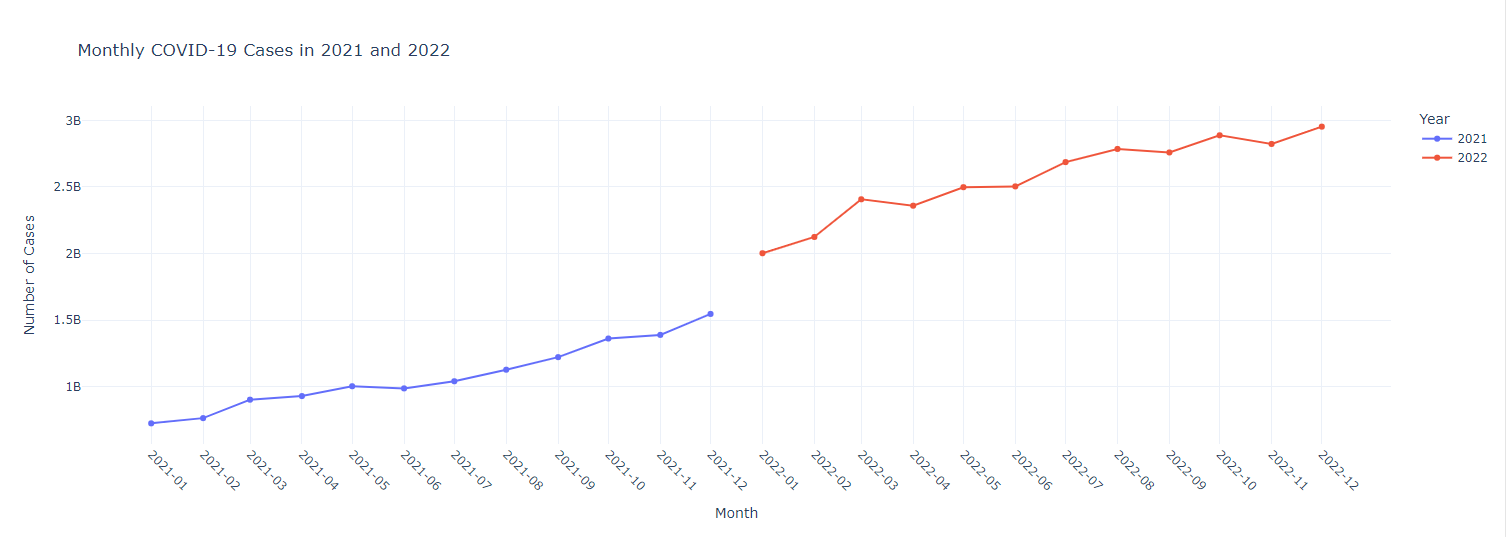 Monthly COVID-19 Cases in 2021 and 2022
Number of Cases
3B
2.5B
2B
1.5B
1B
2021-01
2021-02
2021-03
2021-04
2021-05
2021-06
2021-07
2021-08
2021-09
2021-10
2021-11
2021-12
2022-01
2022-02
2022-03
2022-04
2022-05
2022-06
2022-07
2022-08
2022-09
2022-10
2022-11
2022-12
Month
Year
2021
2022